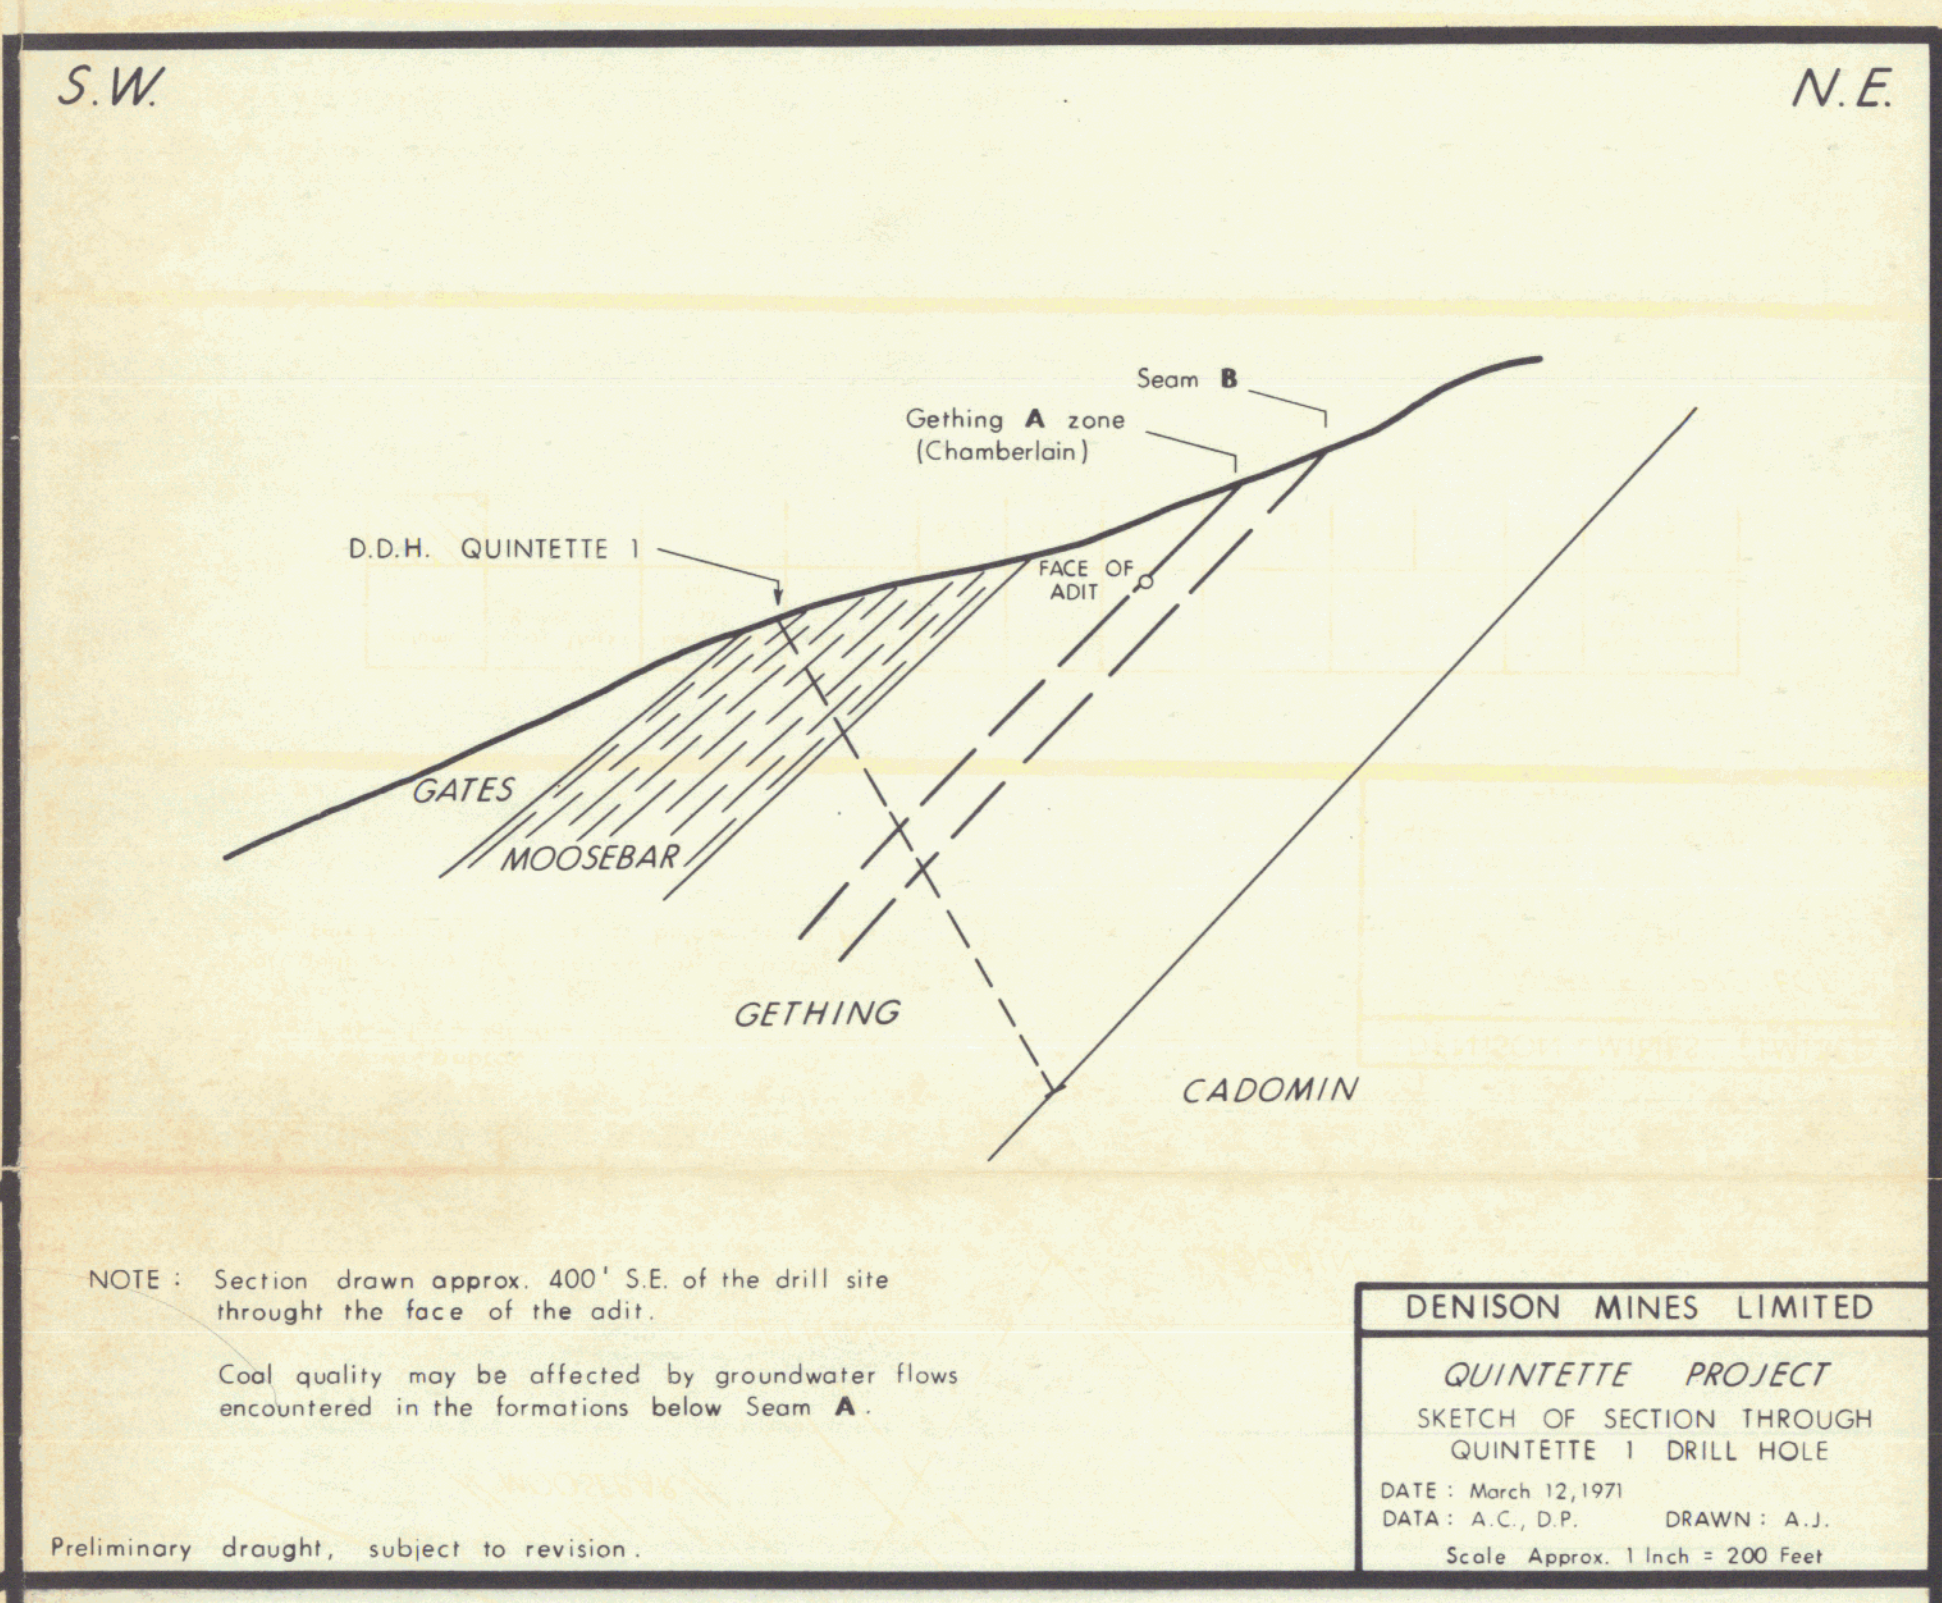 S.W.
N.E.
Seam B
Gething A zone
(Chamberlain)
D.D.H. QUINTETTE 1
FACE OF
ADIT
GATES
MOOSEBAR
GETHING
CADOMIN
NOTE : Section drawn approx. 400' S.E. of the drill site
throught the face of the adit.
Coal quality may be affected by groundwater flows
encountered in the formations below Seam A.
Preliminary draught, subject to revision.
DENISON MINES LIMITED
QUINTETTE PROJECT
SKETCH OF SECTION THROUGH
QUINTETTE 1 DRILL HOLE
DATE : March 12, 1971
DATA : A.C., D.P. DRAWN : A.J.
Scale Approx. 1 Inch = 200 Feet